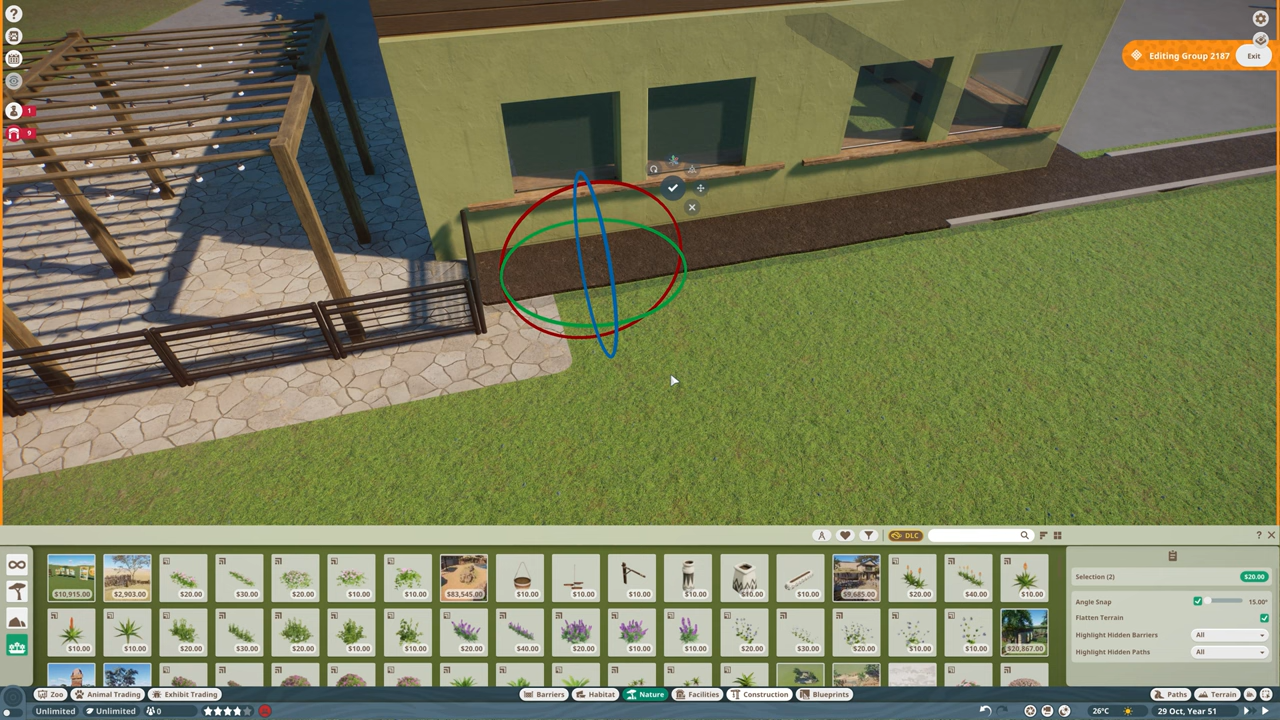 ?
Editing Group 2187
Exit
1
9
DLC
? ×
$10,915.00 $2,903.00 $20.00 $30.00 $20.00 $10.00 $10.00 $83,545.00 $10.00 $10.00 $10.00 $10.00 $10.00 $10.00 $9,685.00 $20.00 $40.00 $10.00
$10.00 $10.00 $20.00 $30.00 $20.00 $10.00 $10.00 $20.00 $40.00 $20.00 $10.00 $10.00 $20.00 $30.00 $20.00 $10.00 $10.00 $20,867.00
Selection (2) $20.00
Angle Snap 15.00°
Flatten Terrain
Highlight Hidden Barriers All
Highlight Hidden Paths All
Zoo Animal Trading Exhibit Trading Barriers Habitat Nature Facilities Construction Blueprints Paths Terrain
Unlimited Unlimited 0 26°C 29 Oct, Year 51